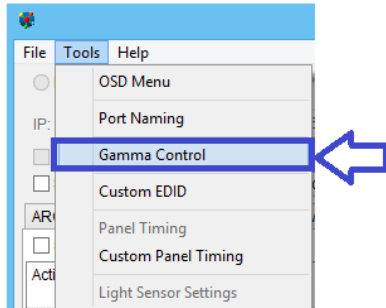 File Tools Help
OSD Menu
IP:
Port Naming
Gamma Control
Custom EDID
Panel Timing
Custom Panel Timing
Acti
Light Sensor Settings